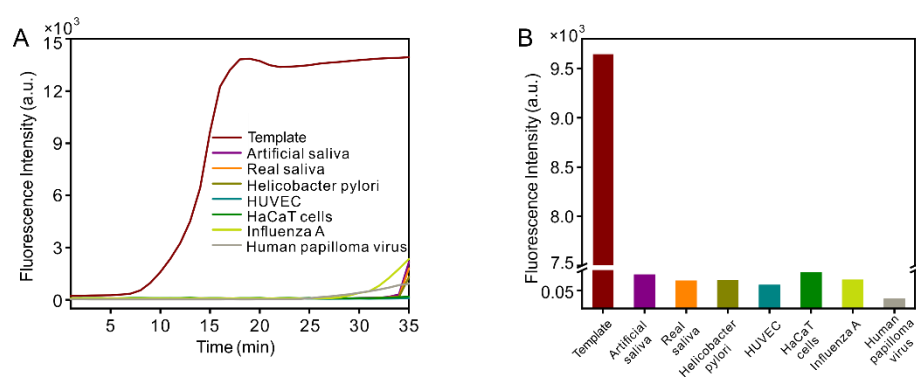 A
×10³
Fluorescence Intensity (a.u.)
15
12
9
6
3
0
5
10
15
20
25
30
35
Time (min)
Template
Artificial saliva
Real saliva
Helicobacter pylori
HUVEC
HaCaT cells
Influenza A
Human papilloma virus
B
×10³
Fluorescence Intensity (a.u.)
9.5
9.0
8.5
8.0
7.5
0.05
Template
Artificial
saliva
Real
saliva
Helicobacter
pylori
HUVEC
HaCaT
cells
Influenza A
Human
papilloma
virus